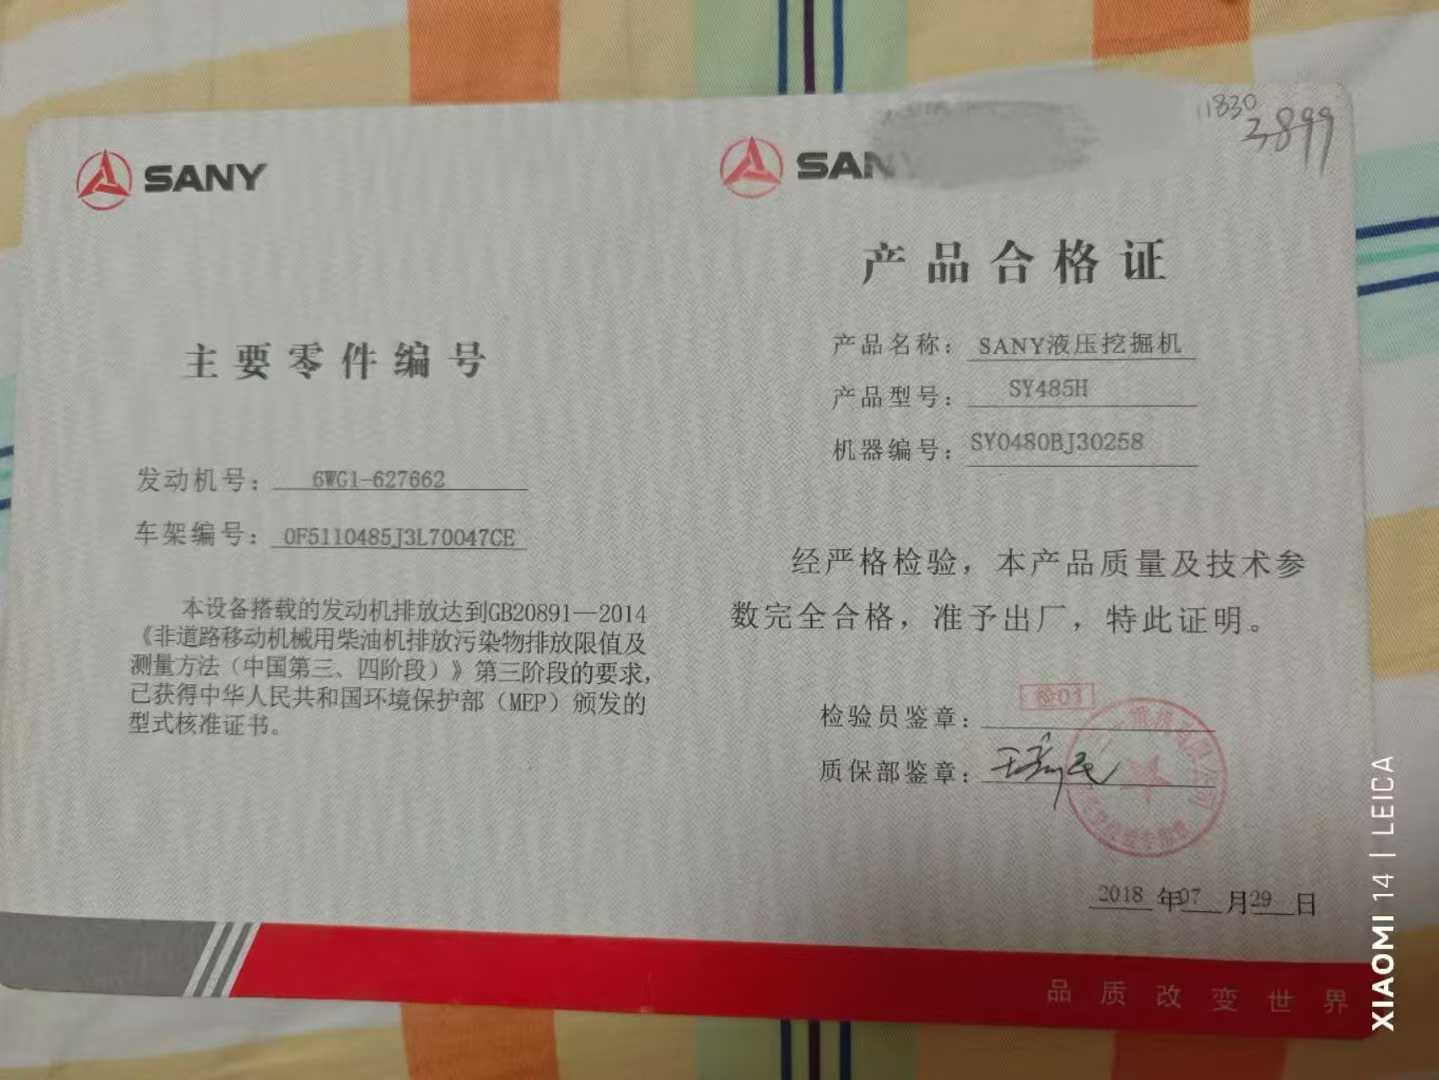 SANY
主要零件编号
发动机号：6WG1-627662
车架编号：0F5110485J3L70047CE
本设备搭载的发动机排放达到GB20891—2014
《非道路移动机械用柴油机排放污染物排放限值及
测量方法（中国第三、四阶段）》第三阶段的要求，
已获得中华人民共和国环境保护部（MEP）颁发的
型式核准证书。
11830
3899
SANY
产品合格证
产品名称：SANY液压挖掘机
产品型号：SY485H
机器编号：SY0480BJ30258
经严格检验，本产品质量及技术参
数完全合格，准予出厂，特此证明。
检验员鉴章：检01
质保部鉴章：
2018年07月29日
品质改变世界
XIAOMI 14 | LEICA